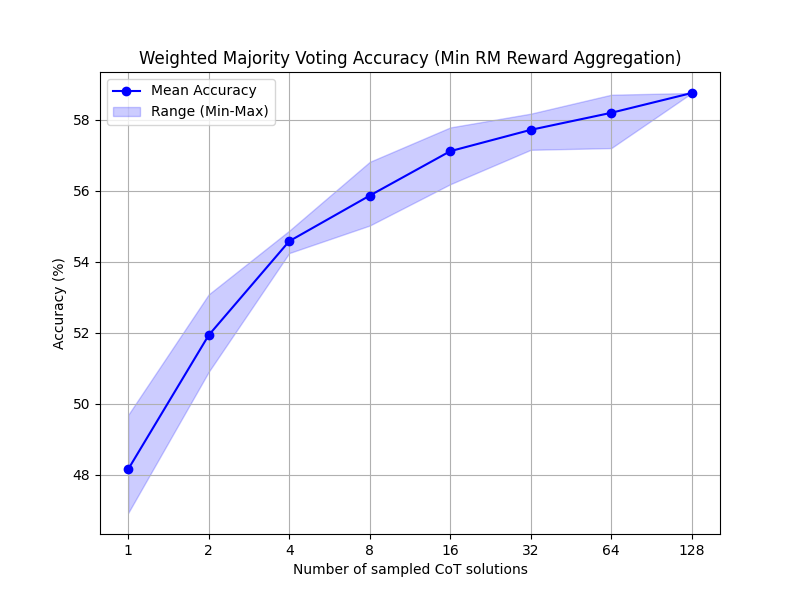 Weighted Majority Voting Accuracy (Min RM Reward Aggregation)
Mean Accuracy
Range (Min-Max)
58
56
54
52
50
48
Accuracy (%)
1 2 4 8 16 32 64 128
Number of sampled CoT solutions